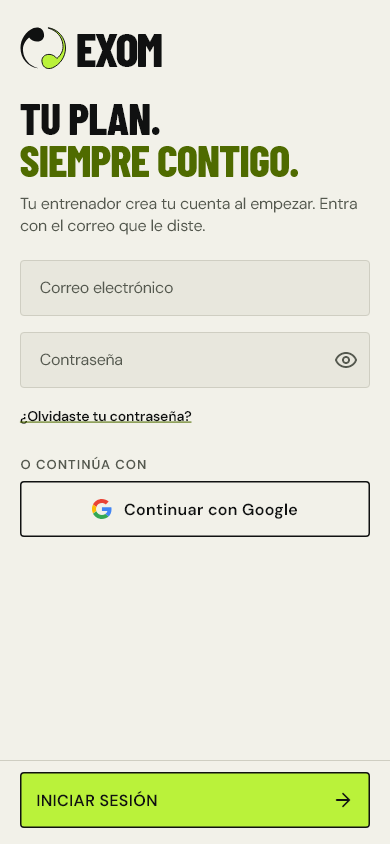 EXOM
TU PLAN.
SIEMPRE CONTIGO.
Tu entrenador crea tu cuenta al empezar. Entra
con el correo que le diste.
Correo electrónico
Contraseña
¿Olvidaste tu contraseña?
O CONTINÚA CON
Continuar con Google
INICIAR SESIÓN